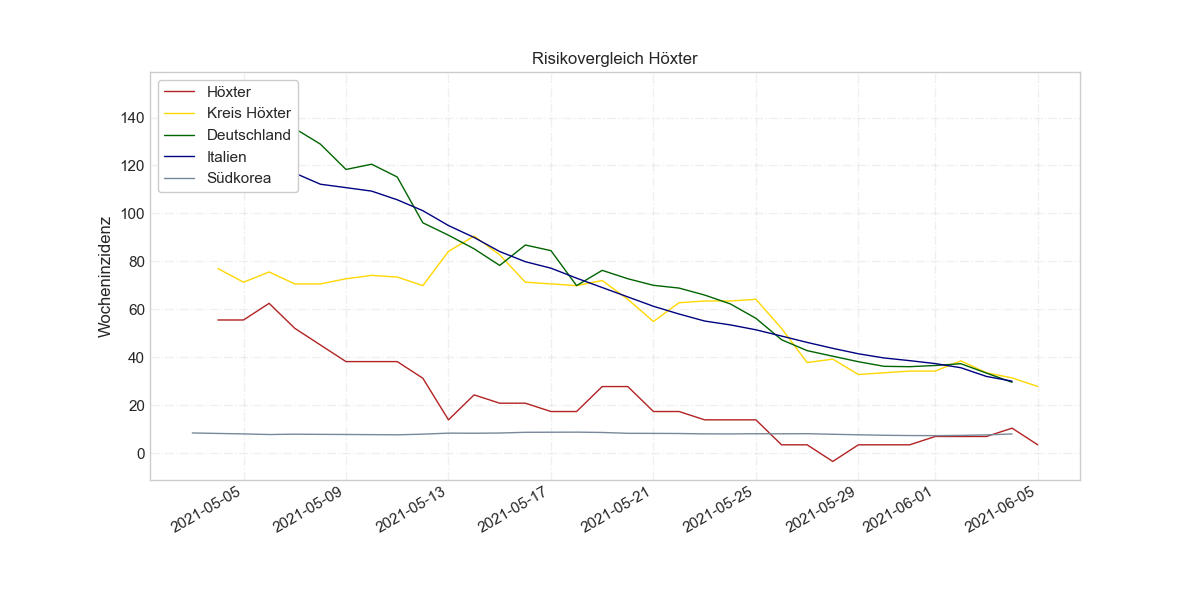 Risikovergleich Höxter
Höxter
Kreis Höxter
Deutschland
Italien
Südkorea
Wocheninzidenz
140
120
100
80
60
40
20
0
2021-05-05
2021-05-09
2021-05-13
2021-05-17
2021-05-21
2021-05-25
2021-05-29
2021-06-01
2021-06-05